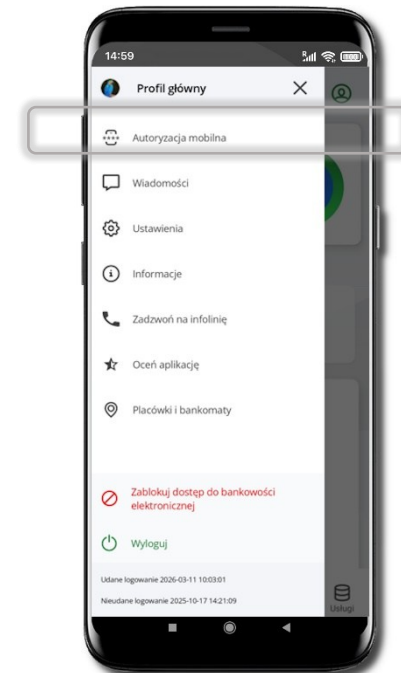 14:59
Profil główny
Autoryzacja mobilna
Wiadomości
Ustawienia
Informacje
Zadzwoń na infolinię
Oceń aplikację
Placówki i bankomaty
Zablokuj dostęp do bankowości
elektronicznej
Wyloguj
Udane logowanie 2026-03-11 10:03:01
Nieudane logowanie 2025-10-17 14:21:09
Usługi